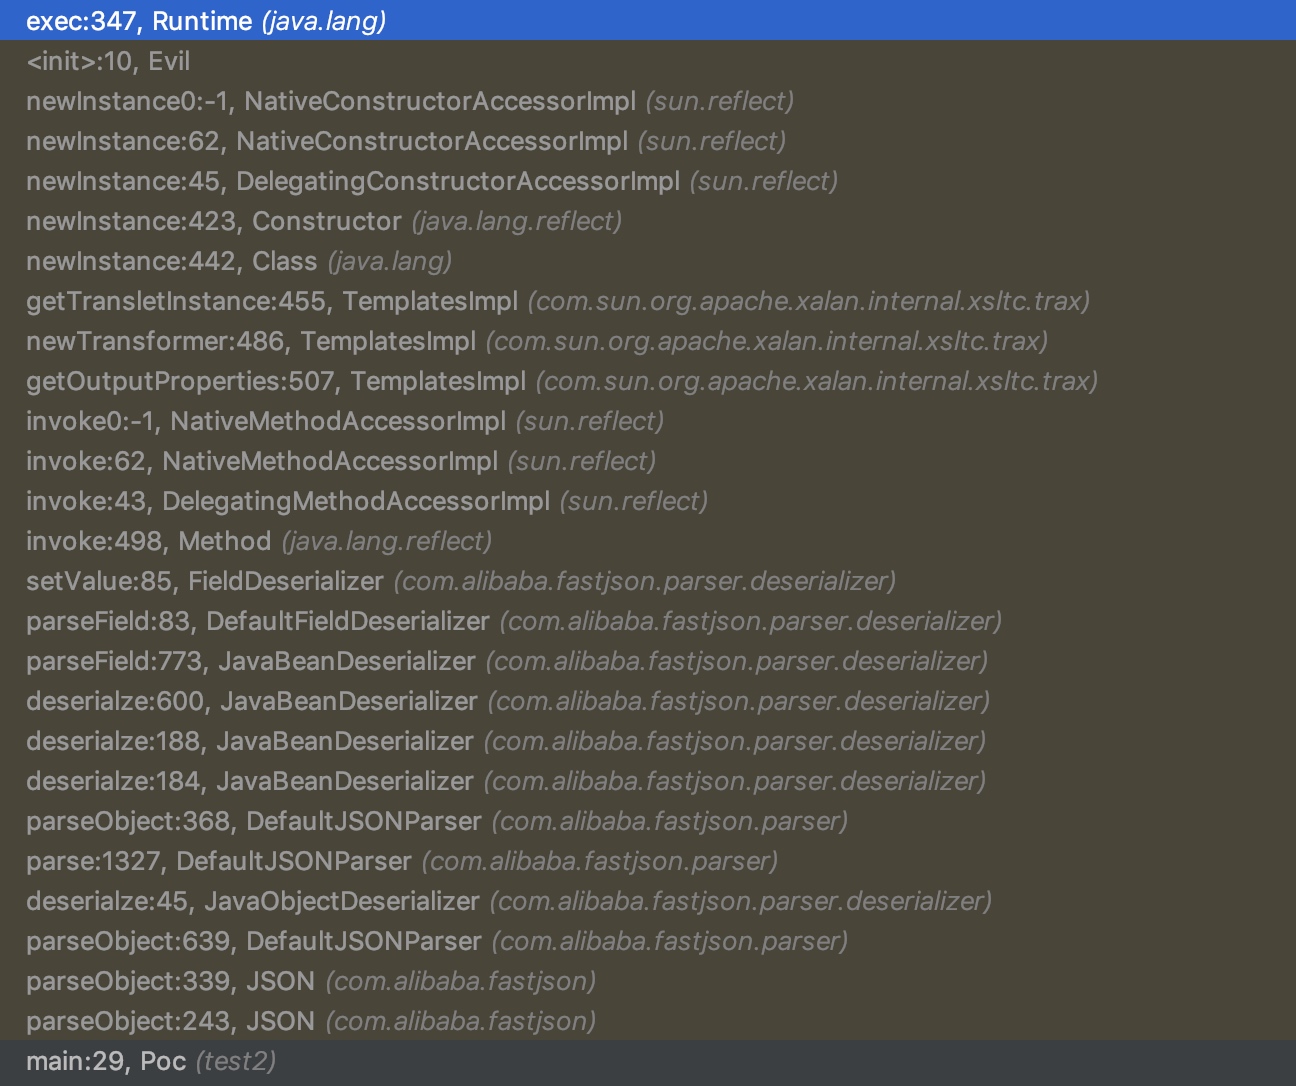 exec:347, Runtime (java.lang)
<init>:10, Evil
newInstance0:-1, NativeConstructorAccessorImpl (sun.reflect)
newInstance:62, NativeConstructorAccessorImpl (sun.reflect)
newInstance:45, DelegatingConstructorAccessorImpl (sun.reflect)
newInstance:423, Constructor (java.lang.reflect)
newInstance:442, Class (java.lang)
getTransletInstance:455, TemplatesImpl (com.sun.org.apache.xalan.internal.xsltc.trax)
newTransformer:486, TemplatesImpl (com.sun.org.apache.xalan.internal.xsltc.trax)
getOutputProperties:507, TemplatesImpl (com.sun.org.apache.xalan.internal.xsltc.trax)
invoke0:-1, NativeMethodAccessorImpl (sun.reflect)
invoke:62, NativeMethodAccessorImpl (sun.reflect)
invoke:43, DelegatingMethodAccessorImpl (sun.reflect)
invoke:498, Method (java.lang.reflect)
setValue:85, FieldDeserializer (com.alibaba.fastjson.parser.deserializer)
parseField:83, DefaultFieldDeserializer (com.alibaba.fastjson.parser.deserializer)
parseField:773, JavaBeanDeserializer (com.alibaba.fastjson.parser.deserializer)
deserialze:600, JavaBeanDeserializer (com.alibaba.fastjson.parser.deserializer)
deserialze:188, JavaBeanDeserializer (com.alibaba.fastjson.parser.deserializer)
deserialze:184, JavaBeanDeserializer (com.alibaba.fastjson.parser.deserializer)
parseObject:368, DefaultJSONParser (com.alibaba.fastjson.parser)
parse:1327, DefaultJSONParser (com.alibaba.fastjson.parser)
deserialze:45, JavaObjectDeserializer (com.alibaba.fastjson.parser.deserializer)
parseObject:639, DefaultJSONParser (com.alibaba.fastjson.parser)
parseObject:339, JSON (com.alibaba.fastjson)
parseObject:243, JSON (com.alibaba.fastjson)
main:29, Poc (test2)